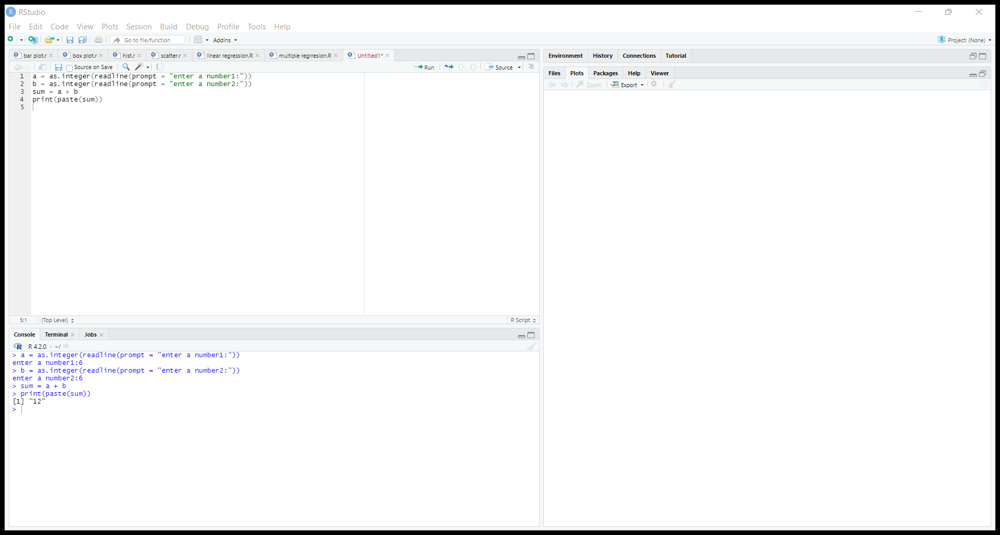 RStudio
File Edit Code View Plots Session Build Debug Profile Tools Help
Go to file/function Addins Project: (None)
bar plot.r box plot.r hist.r scatter.r linear regression.R multiple regrresion.R Untitled1*
Source on Save Run Source
1 a = as.integer(readline(prompt = "enter a number1:"))
2 b = as.integer(readline(prompt = "enter a number2:"))
3 sum = a + b
4 print(paste(sum))
5
5:1 (Top Level) R Script
Console Terminal Jobs
R 4.2.0 · ~/
> a = as.integer(readline(prompt = "enter a number1:"))
enter a number1:6
> b = as.integer(readline(prompt = "enter a number2:"))
enter a number2:6
> sum = a + b
> print(paste(sum))
[1] "12"
>
Environment History Connections Tutorial
Files Plots Packages Help Viewer
Zoom Export